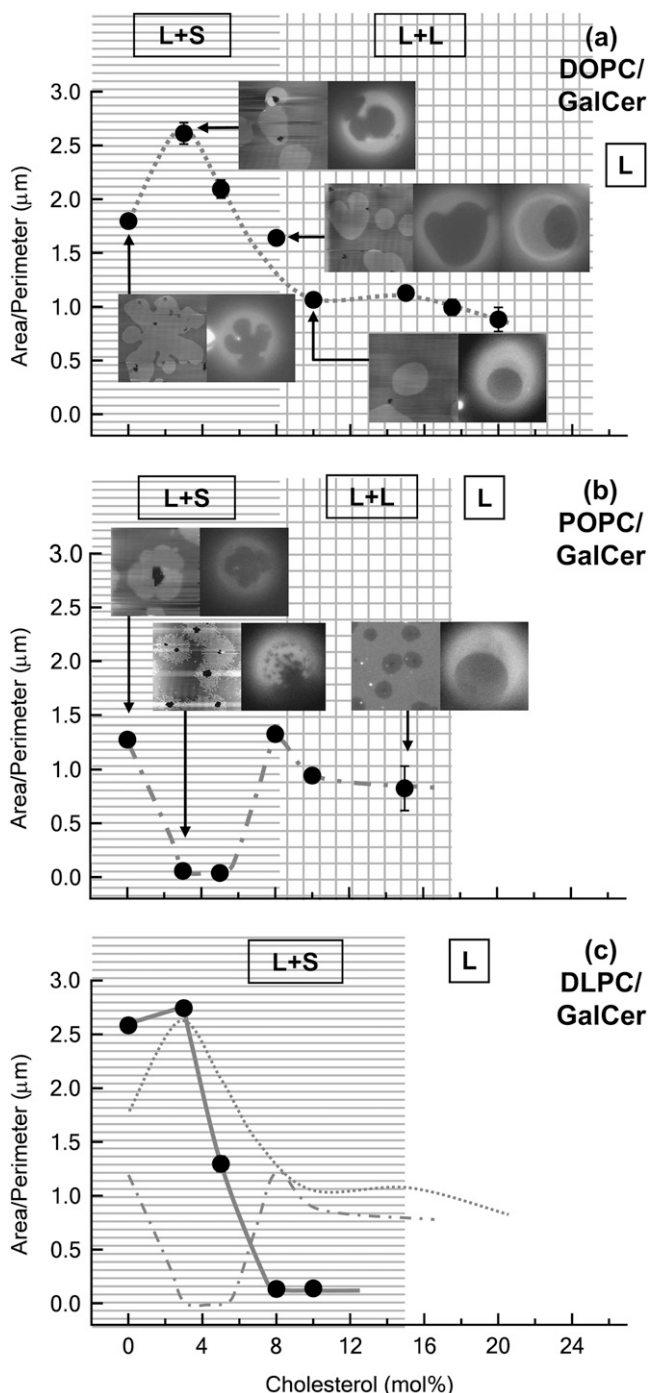 L+S
L+L
(a)
DOPC/
GalCer
L
3.0
2.5
2.0
1.5
1.0
0.5
0.0
Area/Perimeter (μm)
L+S
L+L
L
(b)
POPC/
GalCer
3.0
2.5
2.0
1.5
1.0
0.5
0.0
Area/Perimeter (μm)
L+S
L
(c)
DLPC/
GalCer
3.0
2.5
2.0
1.5
1.0
0.5
0.0
Area/Perimeter (μm)
0 4 8 12 16 20 24
Cholesterol (mol%)